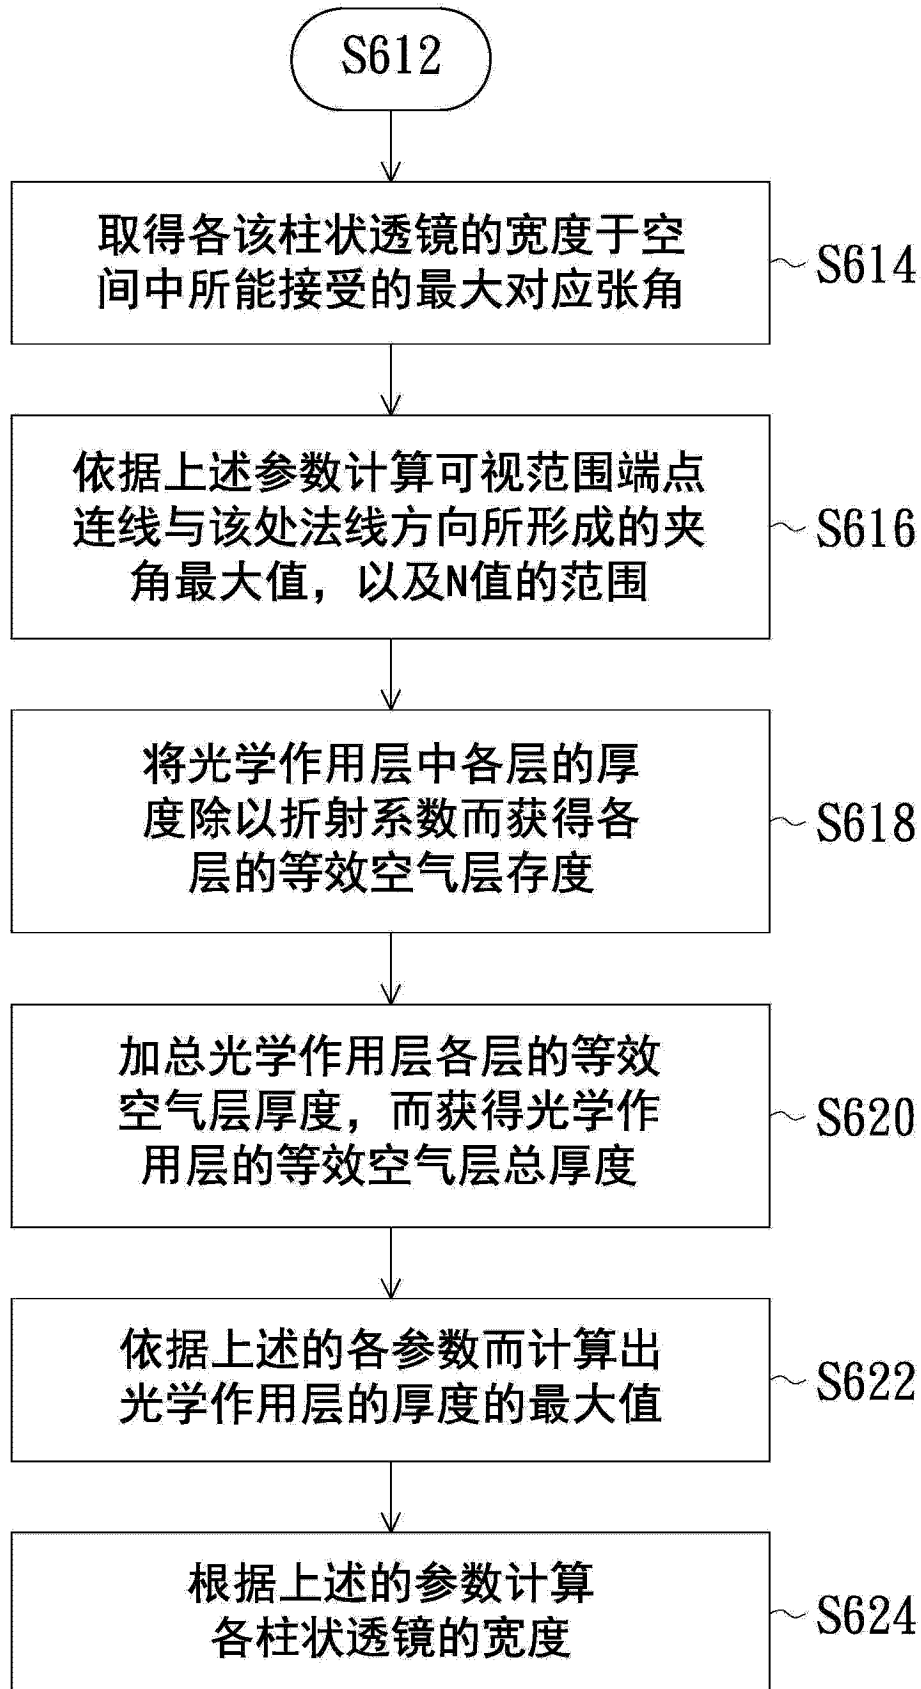 S612
取得各该柱状透镜的宽度于空
间中所能接受的最大对应张角
S614
依据上述参数计算可视范围端点
连线与该处法线方向所形成的夹
角最大值，以及N值的范围
S616
将光学作用层中各层的厚
度除以折射系数而获得各
层的等效空气层存度
S618
加总光学作用层各层的等效
空气层厚度，而获得光学作
用层的等效空气层总厚度
S620
依据上述的各参数而计算出
光学作用层的厚度的最大值
S622
根据上述的参数计算
各柱状透镜的宽度
S624